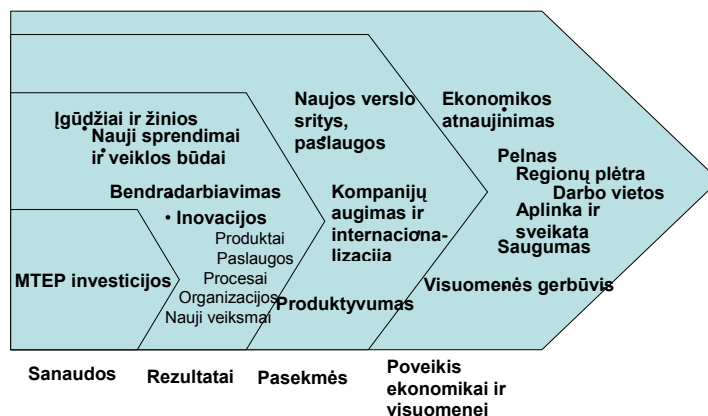 Įgūdžiai ir žinios
Nauji sprendimai
ir veiklos būdai
Bendradarbiavimas
• Inovacijos
Produktai
Paslaugos
Procesai
Organizacijos
Nauji veiksmai
MTEP investicijos
Naujos verslo
sritys,
paslaugos
Kompanijų
augimas ir
internaciona-
lizacija
Produktyvumas
Ekonomikos
atnaujinimas
Pelnas
Regionų plėtra
Darbo vietos
Aplinka ir
sveikata
Saugumas
Visuomenės gerbūvis
Sanaudos
Rezultatai
Pasekmės
Poveikis
ekonomikai ir
visuomenei